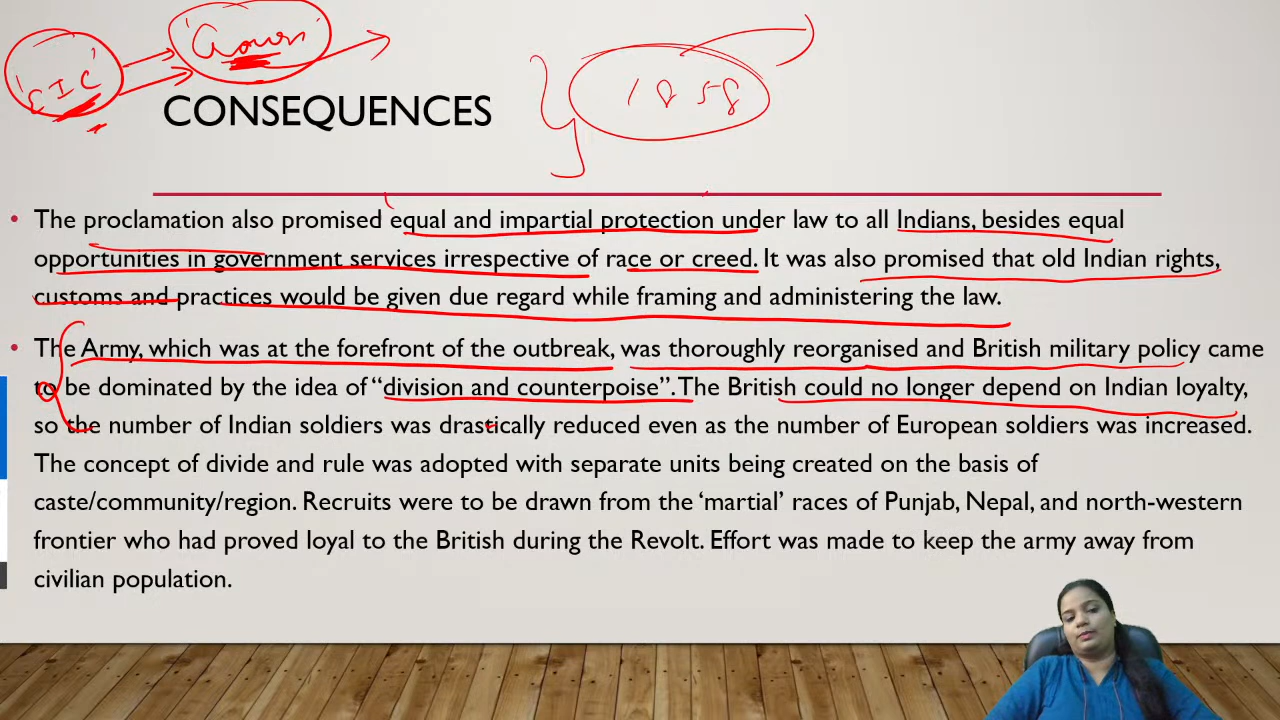 'EIC'
'Crown'
1858
CONSEQUENCES
• The proclamation also promised equal and impartial protection under law to all Indians, besides equal
opportunities in government services irrespective of race or creed. It was also promised that old Indian rights,
customs and practices would be given due regard while framing and administering the law.
• The Army, which was at the forefront of the outbreak, was thoroughly reorganised and British military policy came
to be dominated by the idea of “division and counterpoise”. The British could no longer depend on Indian loyalty,
so the number of Indian soldiers was drastically reduced even as the number of European soldiers was increased.
The concept of divide and rule was adopted with separate units being created on the basis of
caste/community/region. Recruits were to be drawn from the ‘martial’ races of Punjab, Nepal, and north-western
frontier who had proved loyal to the British during the Revolt. Effort was made to keep the army away from
civilian population.